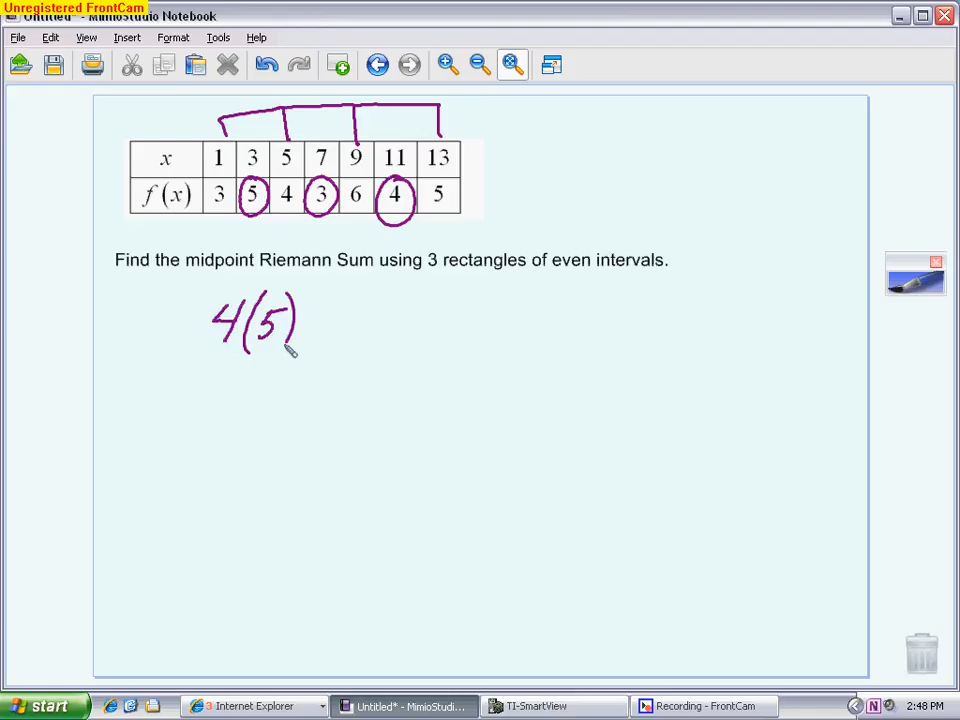 Unregistered FrontCam
Untitled* - MimioStudio Notebook
File Edit View Insert Format Tools Help
x 1 3 5 7 9 11 13
f(x) 3 5 4 3 6 4 5
Find the midpoint Riemann Sum using 3 rectangles of even intervals.
4(5)
start 3 Internet Explorer Untitled* - MimioStudi... TI-SmartView Recording - FrontCam N 2:48 PM